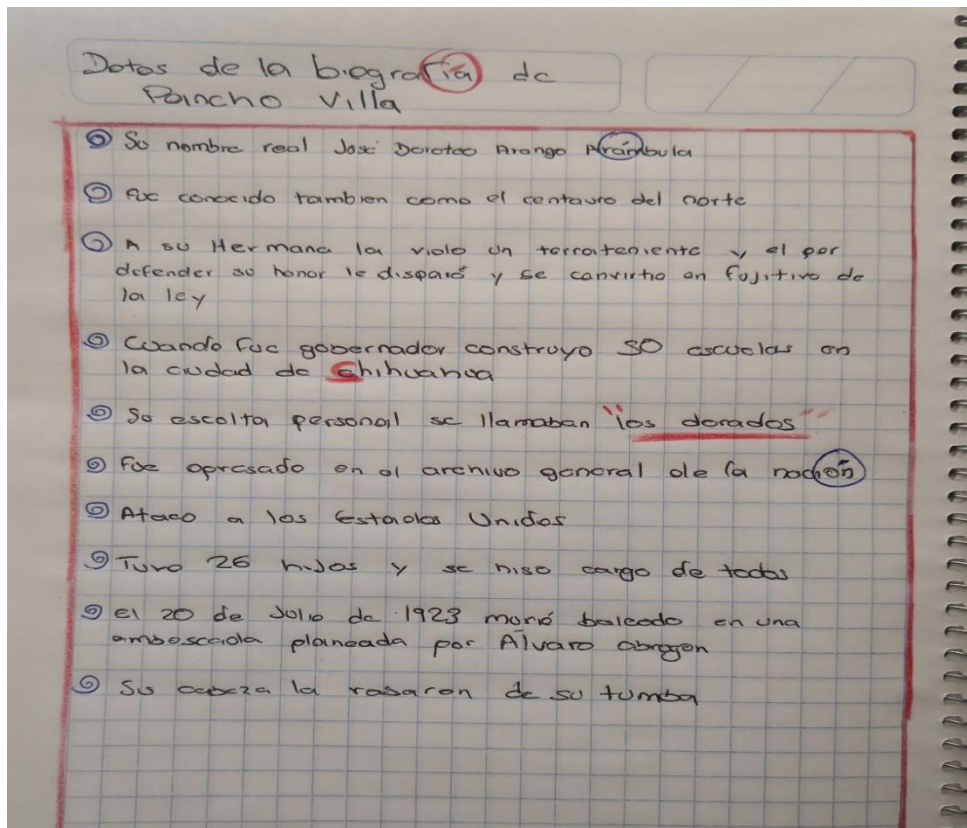 Datos de la biografía de
Pancho Villa
Su nombre real José Doroteo Arango Arámbula
Fue conocido tambien como el centauro del norte
A su Hermana la violo un terrateniente y el por
defender su honor le disparó y se convirtio en fujitivo de
la ley
Cuando fue gobernador construyo 50 escuelas en
la ciudad de Chihuahua
Su escolta personal se llamaban "los dorados"
Fue apresado en el archivo general de la nación
Ataco a los Estados Unidos
Tuvo 26 hijos y se hiso cargo de todos
el 20 de Julio de 1923 murió baleado en una
emboscada planeada por Álvaro obregon
Su cabeza la robaron de su tumba